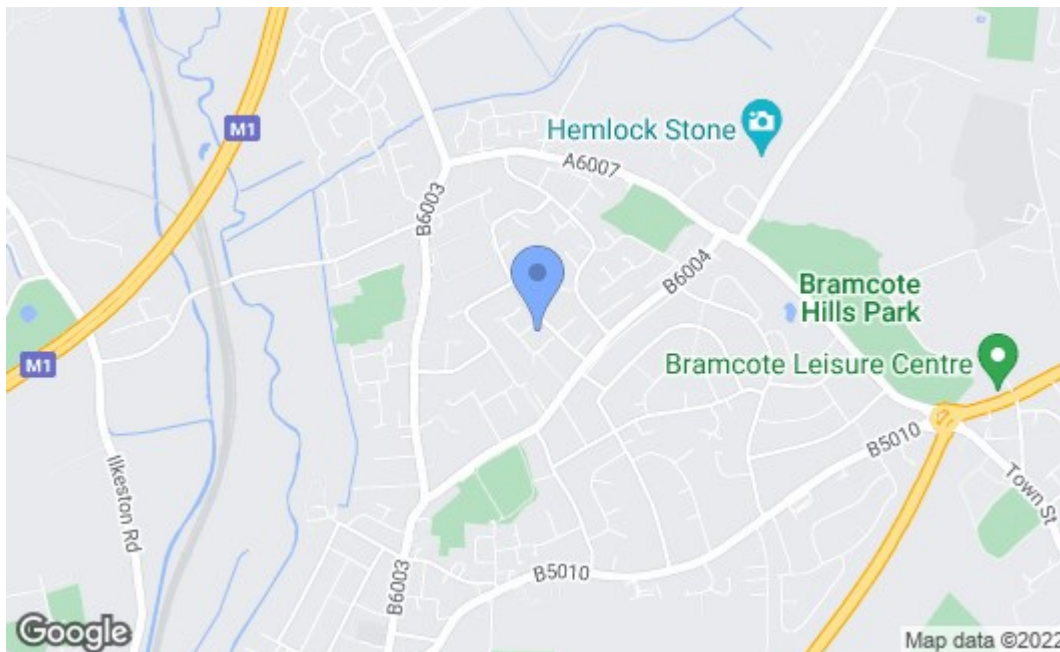 M1
Hemlock Stone
A6007
B6003
B6004
Bramcote
Hills Park
M1
Bramcote Leisure Centre
B5010
Ilkeston Rd
Town St
B5010
B6003
Google
Map data ©2022